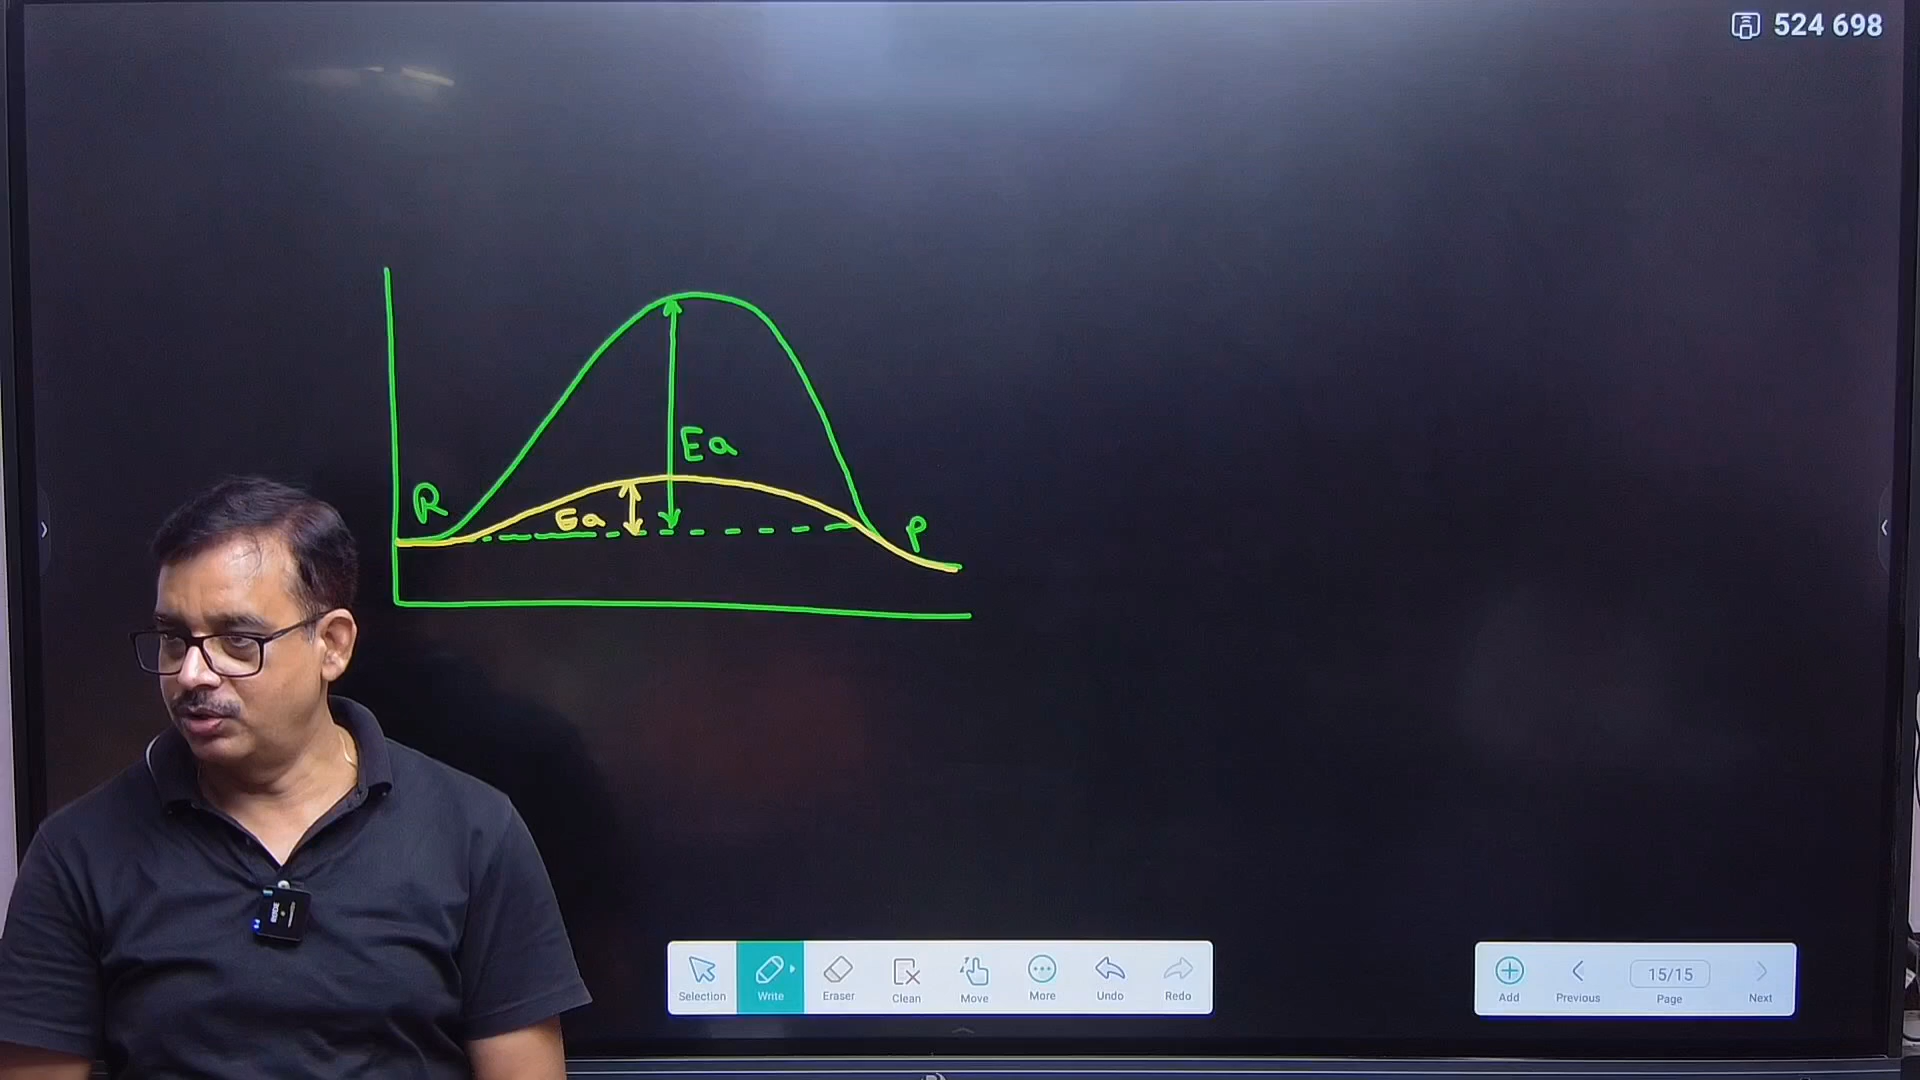 524 698
Ea
R
Ea
P
Selection
Write
Eraser
Clean
Move
More
Undo
Redo
Add
Previous
15/15
Page
Next